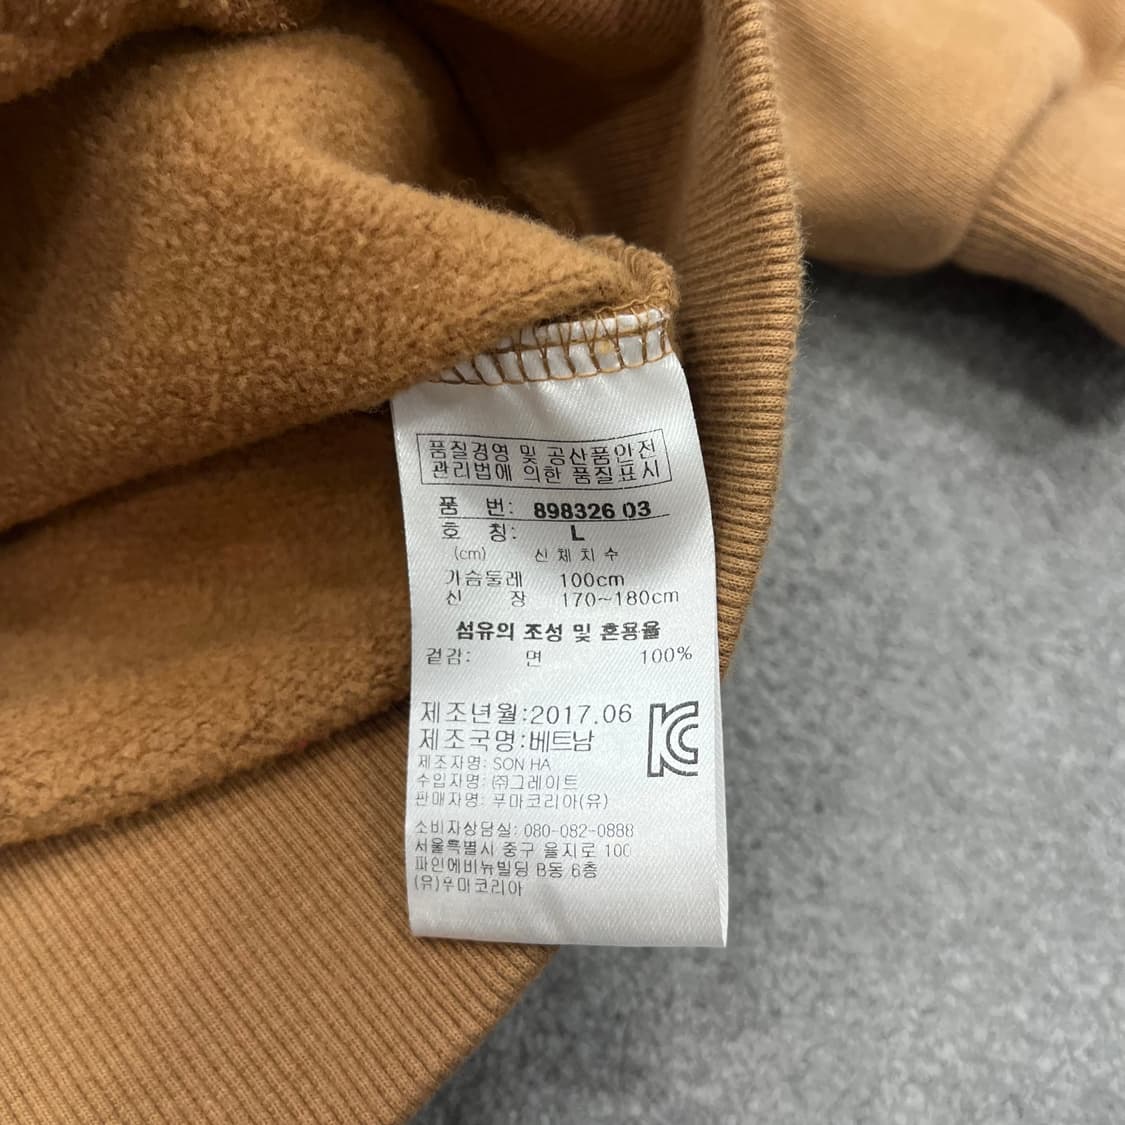 품질경영 및 공산품안전
관리법에 의한 품질표시
품 번: 898326 03
호 칭: L
(cm) 신체치수
가슴둘레 100cm
신 장 170~180cm
섬유의 조성 및 혼용율
겉감: 면 100%
제조년월:2017.06
제조국명:베트남
KC
제조자명: SON HA
수입자명: ㈜그레이트
판매자명: 푸마코리아(유)
소비자상담실: 080-082-0888
서울특별시 중구 을지로 100
파인에비뉴빌딩 B동 6층
(유)푸마코리아